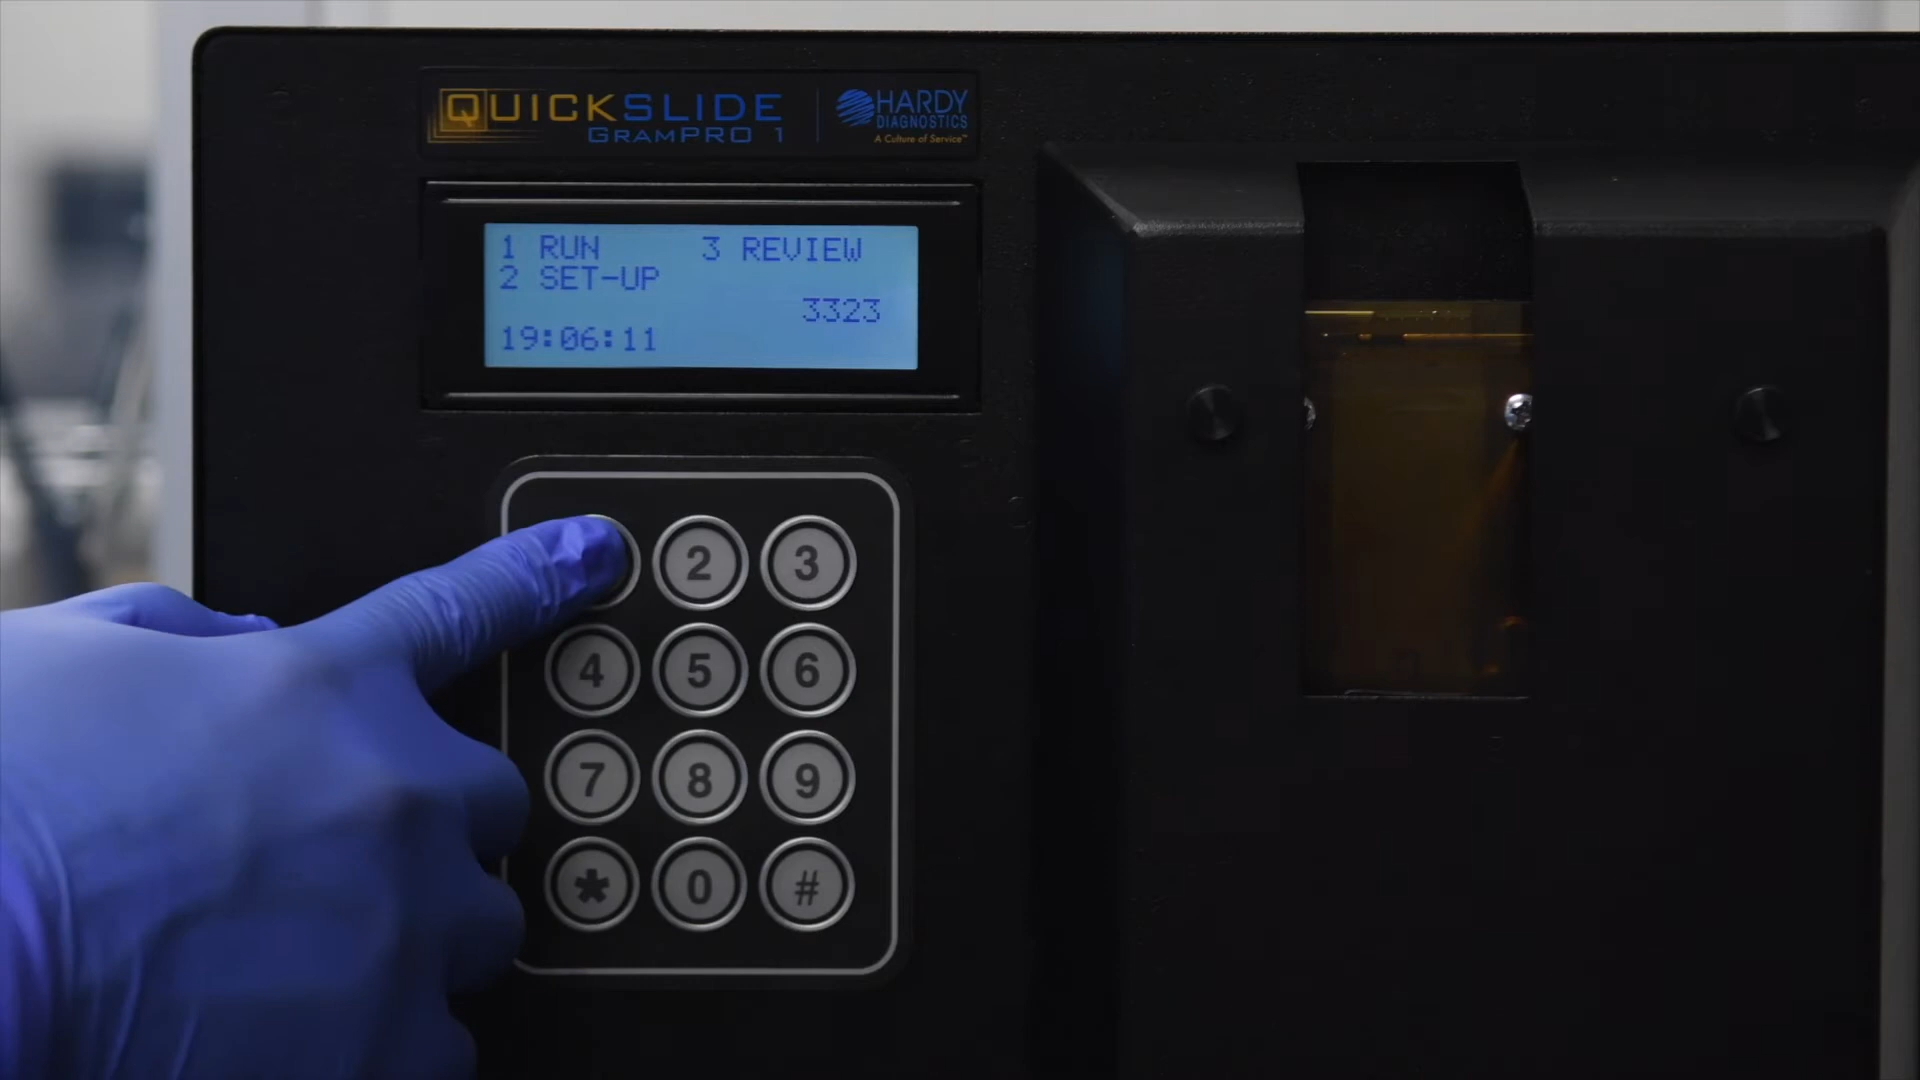 QUICKSLIDE
GRAMPRO 1
HARDY
DIAGNOSTICS
A Culture of Service™
1 RUN 3 REVIEW
2 SET-UP
3323
19:06:11
2 3
4 5 6
7 8 9
* 0 #